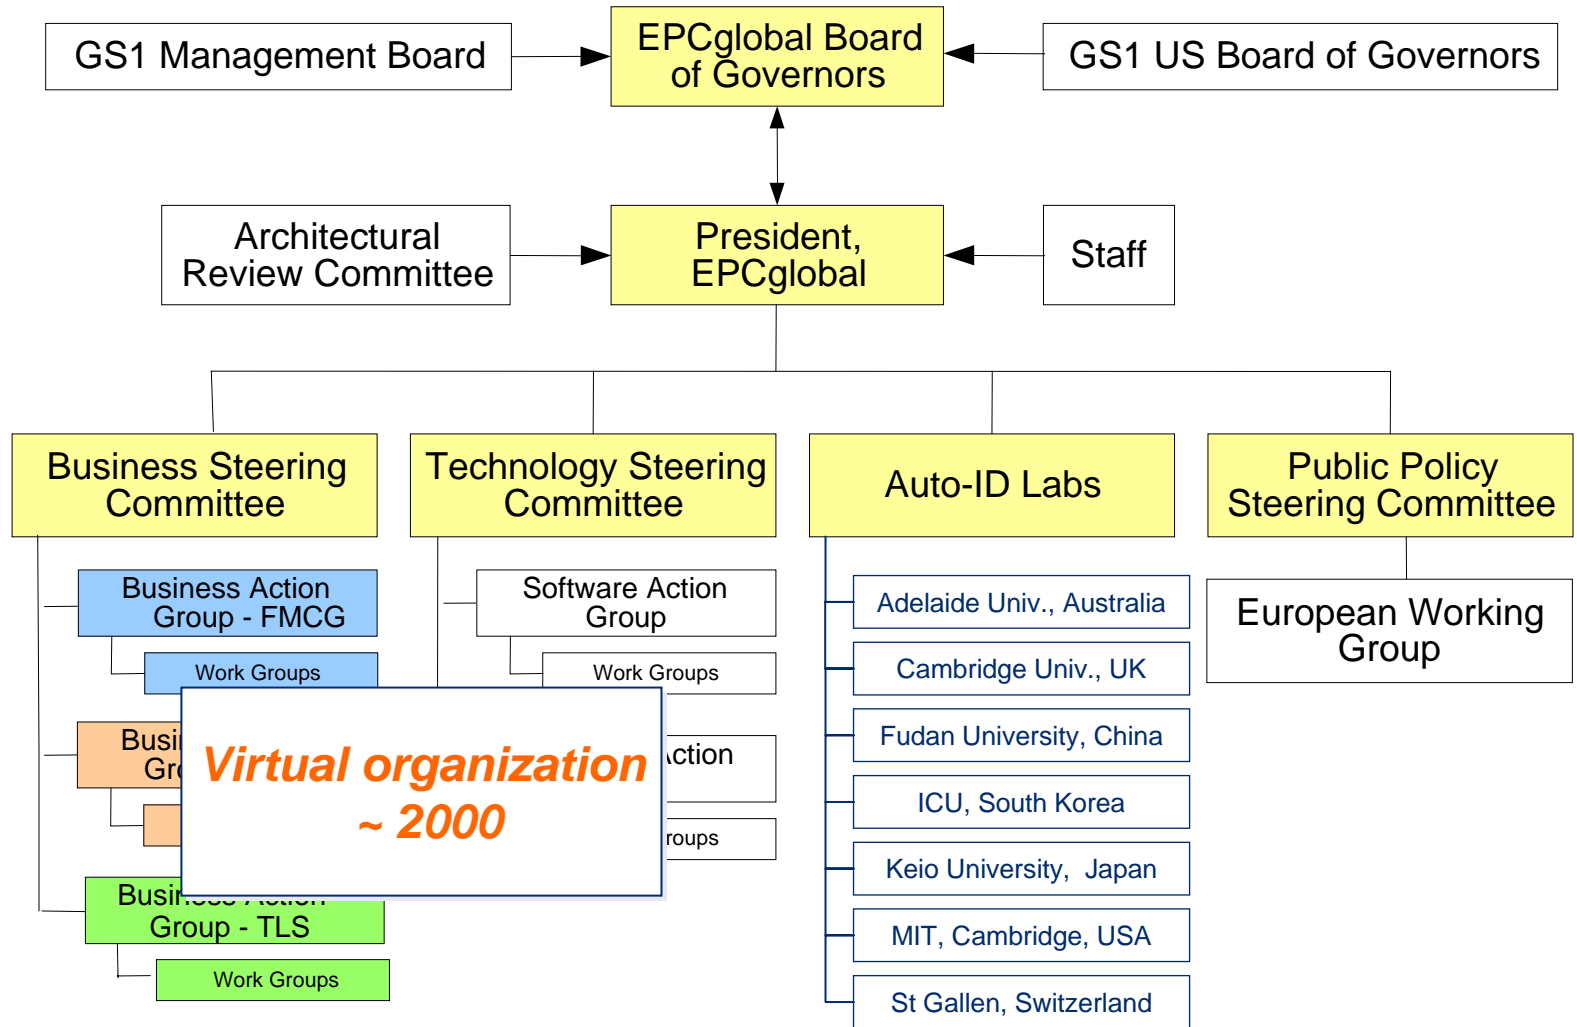 GS1 Management Board
EPCglobal Board
of Governors
GS1 US Board of Governors
Architectural
Review Committee
President,
EPCglobal
Staff
Business Steering
Committee
Technology Steering
Committee
Auto-ID Labs
Public Policy
Steering Committee
Business Action
Group - FMCG
Work Groups
Software Action
Group
Work Groups
Virtual organization
~ 2000
Action
Business Action
Group - TLS
Work Groups
Adelaide Univ., Australia
Cambridge Univ., UK
Fudan University, China
ICU, South Korea
Keio University, Japan
MIT, Cambridge, USA
St Gallen, Switzerland
European Working
Group